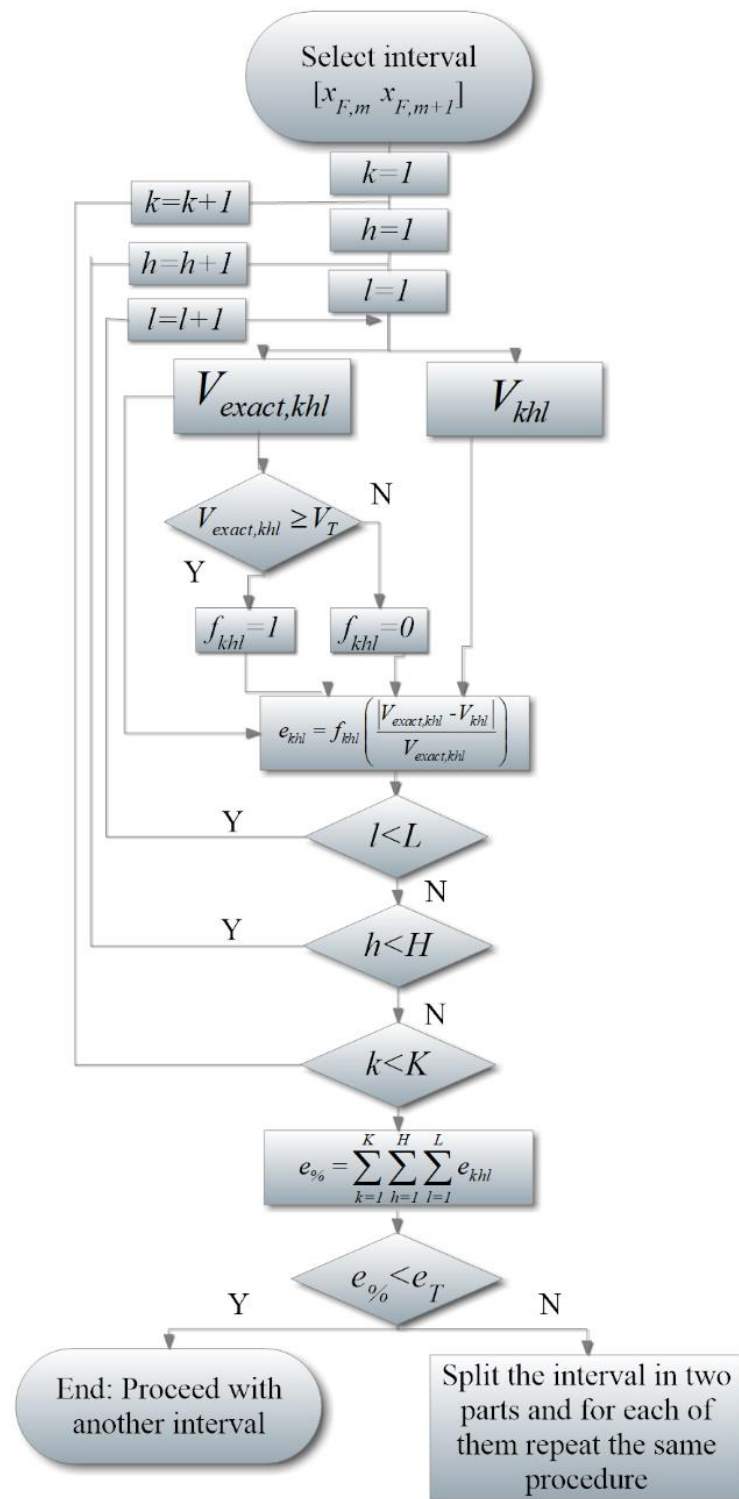 Select interval
[x_{F,m} x_{F,m+1}]
k=1
k=k+1
h=1
h=h+1
l=1
l=l+1
V_{exact,khl}
V_{khl}
N
V_{exact,khl} ≥V_T
Y
f_{khl}=1
f_{khl}=0
e_{khl} = f_{khl} (|V_{exact,khl} - V_{khl}| / V_{exact,khl})
Y
l<L
N
Y
h<H
N
k<K
e_% = \sum_{k=1}^{K} \sum_{h=1}^{H} \sum_{l=1}^{L} e_{khl}
e_%<e_T
Y
N
End: Proceed with
another interval
Split the interval in two
parts and for each of
them repeat the same
procedure